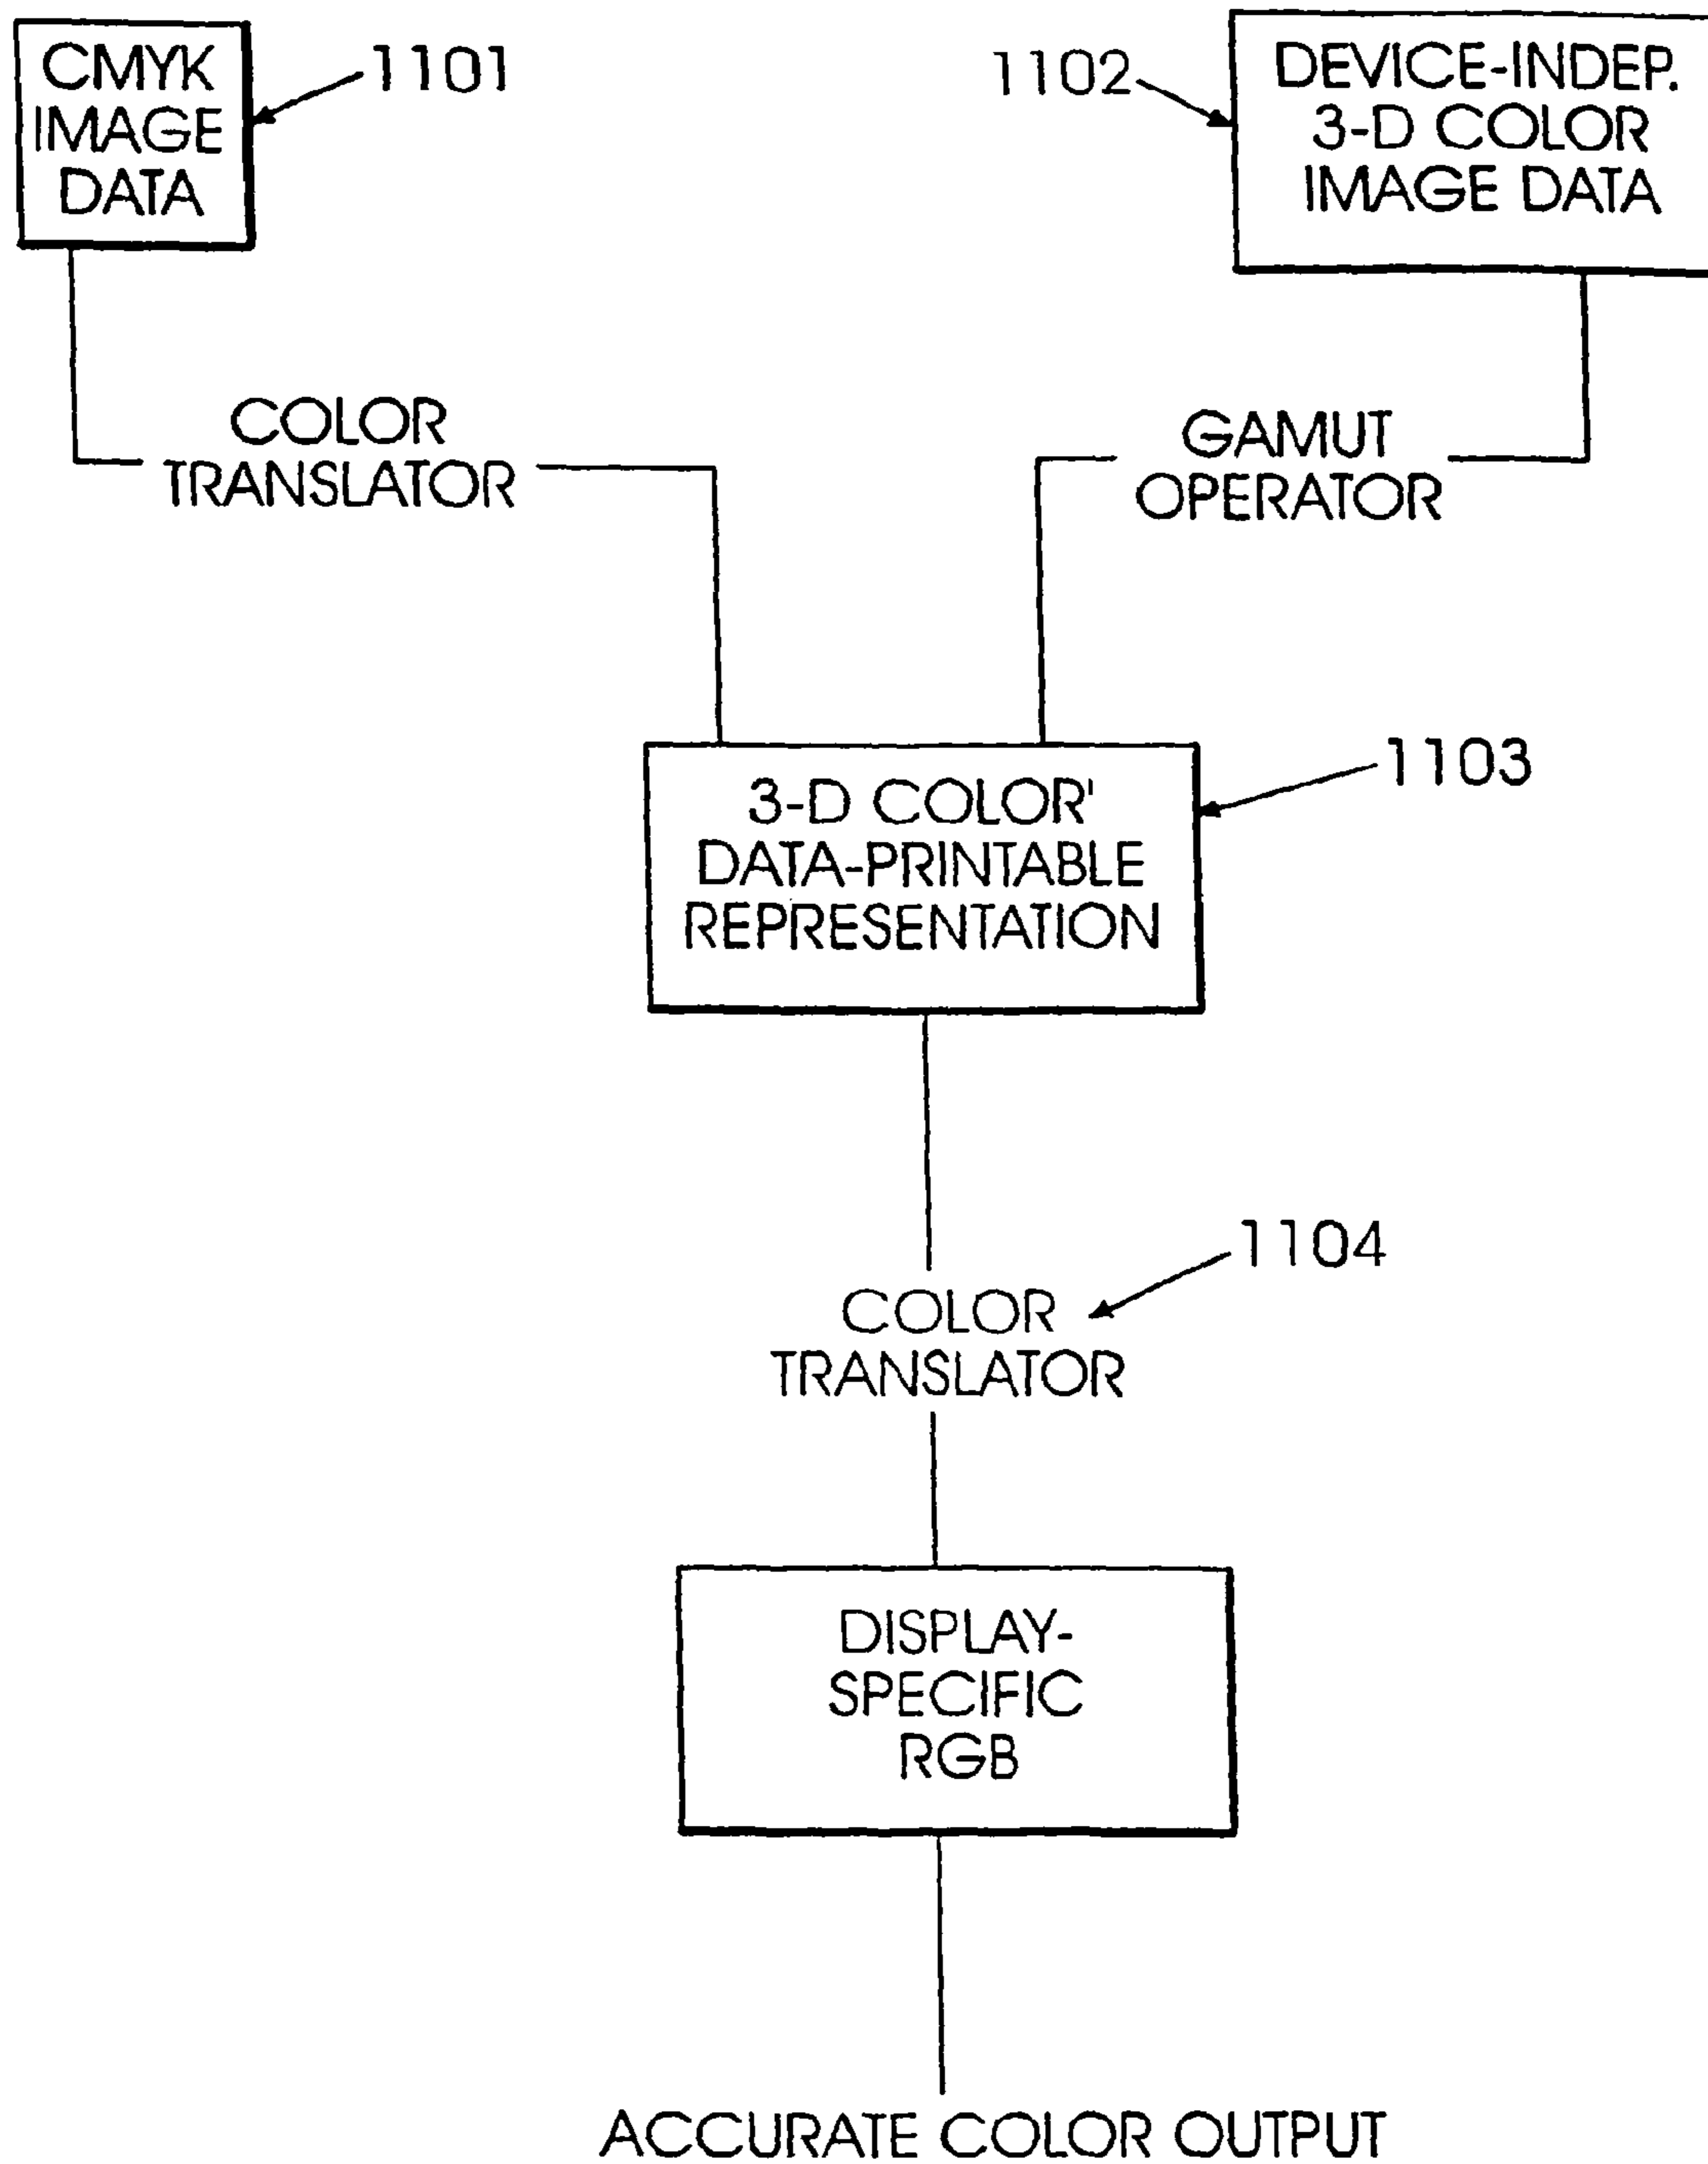 CMYK
IMAGE
DATA
1101
1102
DEVICE-INDEP.
3-D COLOR
IMAGE DATA
COLOR
TRANSLATOR
GAMUT
OPERATOR
3-D COLOR'
DATA-PRINTABLE
REPRESENTATION
1103
COLOR
TRANSLATOR
1104
DISPLAY-
SPECIFIC
RGB
ACCURATE COLOR OUTPUT